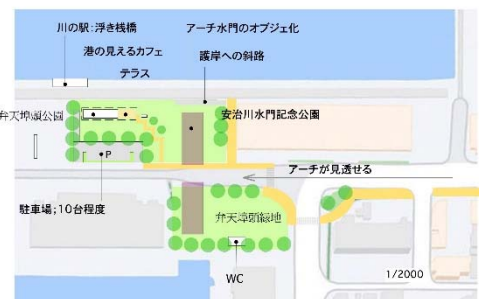 川の駅：浮き桟橋
アーチ水門のオブジェ化
港の見えるカフェ
護岸への斜路
テラス
弁天埠頭公園
安治川水門記念公園
P
アーチが見透せる
駐車場；10台程度
弁天埠頭緑地
WC
1/2000